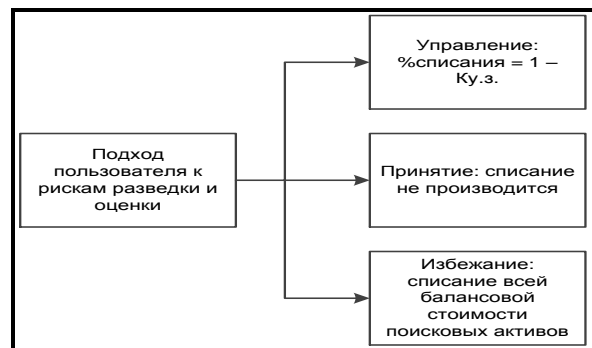 Управление:
%списания = 1 –
Ку.з.
Подход
пользователя к
рискам разведки и
оценки
Принятие: списание
не производится
Избежание:
списание всей
балансовой
стоимости
поисковых активов